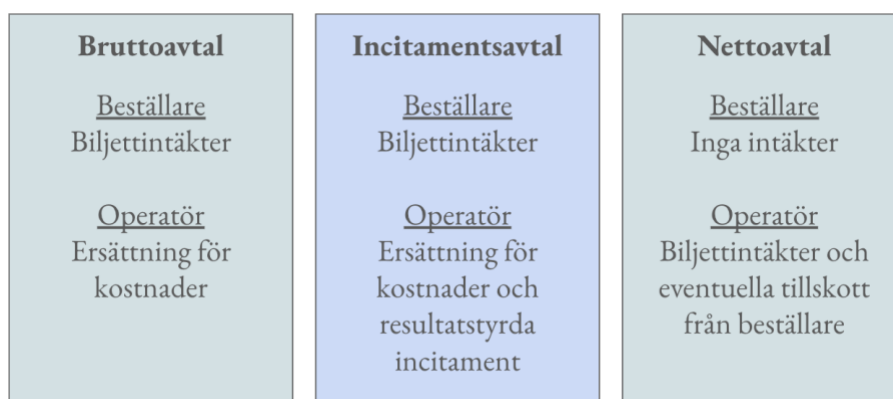 Bruttoavtal
Beställare
Biljettintäkter
Operatör
Ersättning för
kostnader
Incitamentsavtal
Beställare
Biljettintäkter
Operatör
Ersättning för
kostnader och
resultatstyrda
incitament
Nettoavtal
Beställare
Inga intäkter
Operatör
Biljettintäkter och
eventuella tillskott
från beställare